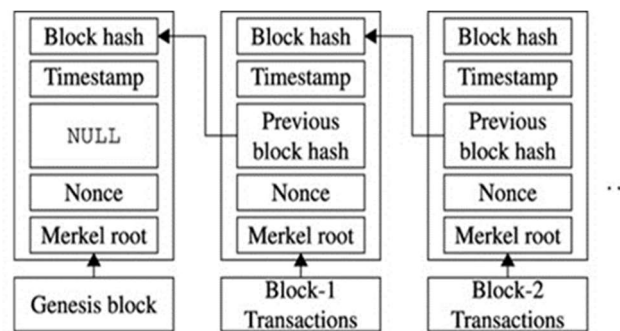 Block hash
Timestamp
NULL
Nonce
Merkel root
Genesis block
Block hash
Timestamp
Previous
block hash
Nonce
Merkel root
Block-1
Transactions
Block hash
Timestamp
Previous
block hash
Nonce
Merkel root
Block-2
Transactions
..